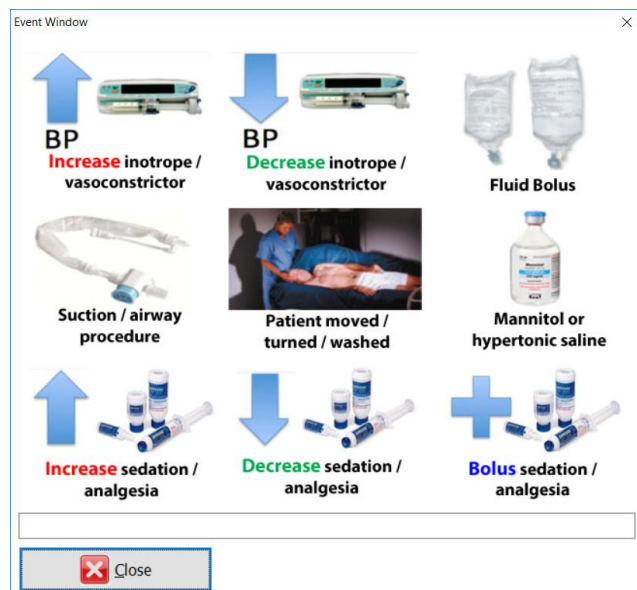 Event Window
BP
Increase inotrope /
vasoconstrictor
BP
Decrease inotrope /
vasoconstrictor
Fluid Bolus
Suction / airway
procedure
Patient moved /
turned / washed
Mannitol
Mannitol or
hypertonic saline
Increase sedation /
analgesia
Decrease sedation /
analgesia
Bolus sedation /
analgesia
Close